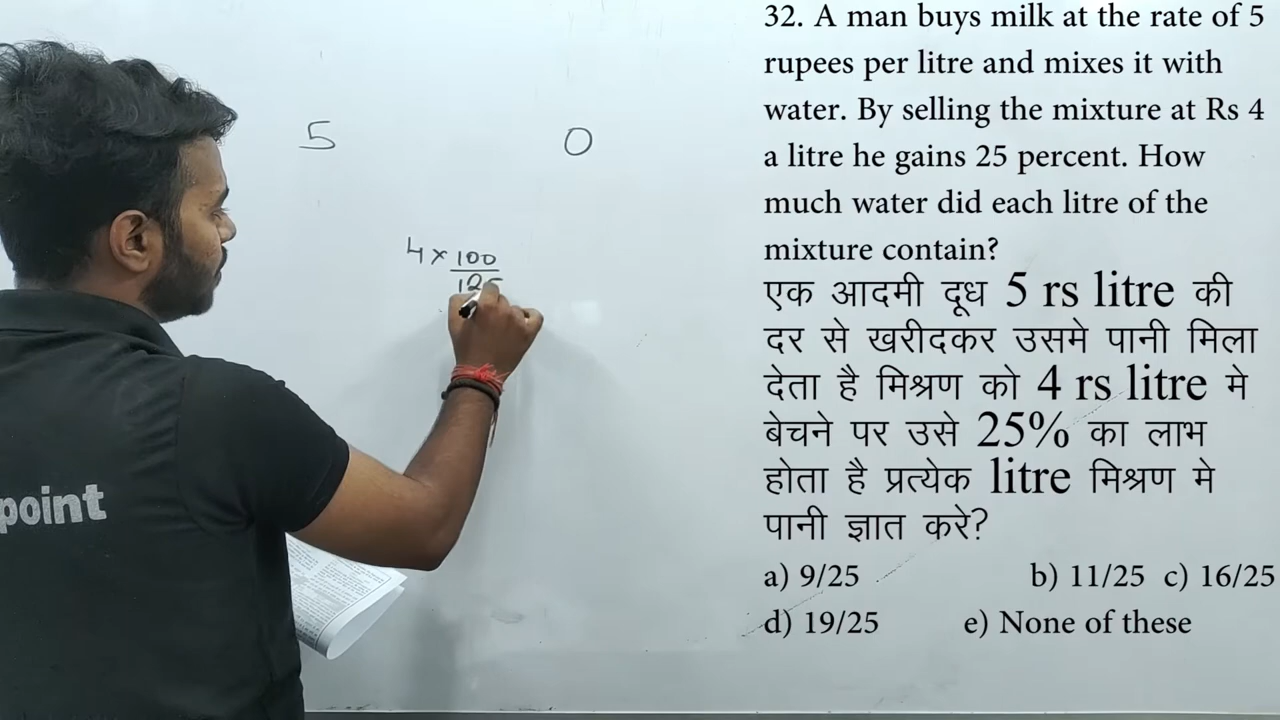 32. A man buys milk at the rate of 5
rupees per litre and mixes it with
water. By selling the mixture at Rs 4
a litre he gains 25 percent. How
much water did each litre of the
mixture contain?
एक आदमी दूध 5 rs litre की
दर से खरीदकर उसमे पानी मिला
देता है मिश्रण को 4 rs litre मे
बेचने पर उसे 25% का लाभ
होता है प्रत्येक litre मिश्रण मे
पानी ज्ञात करे?
a) 9/25 b) 11/25 c) 16/25
d) 19/25 e) None of these
5 0
4 × 100
125
point